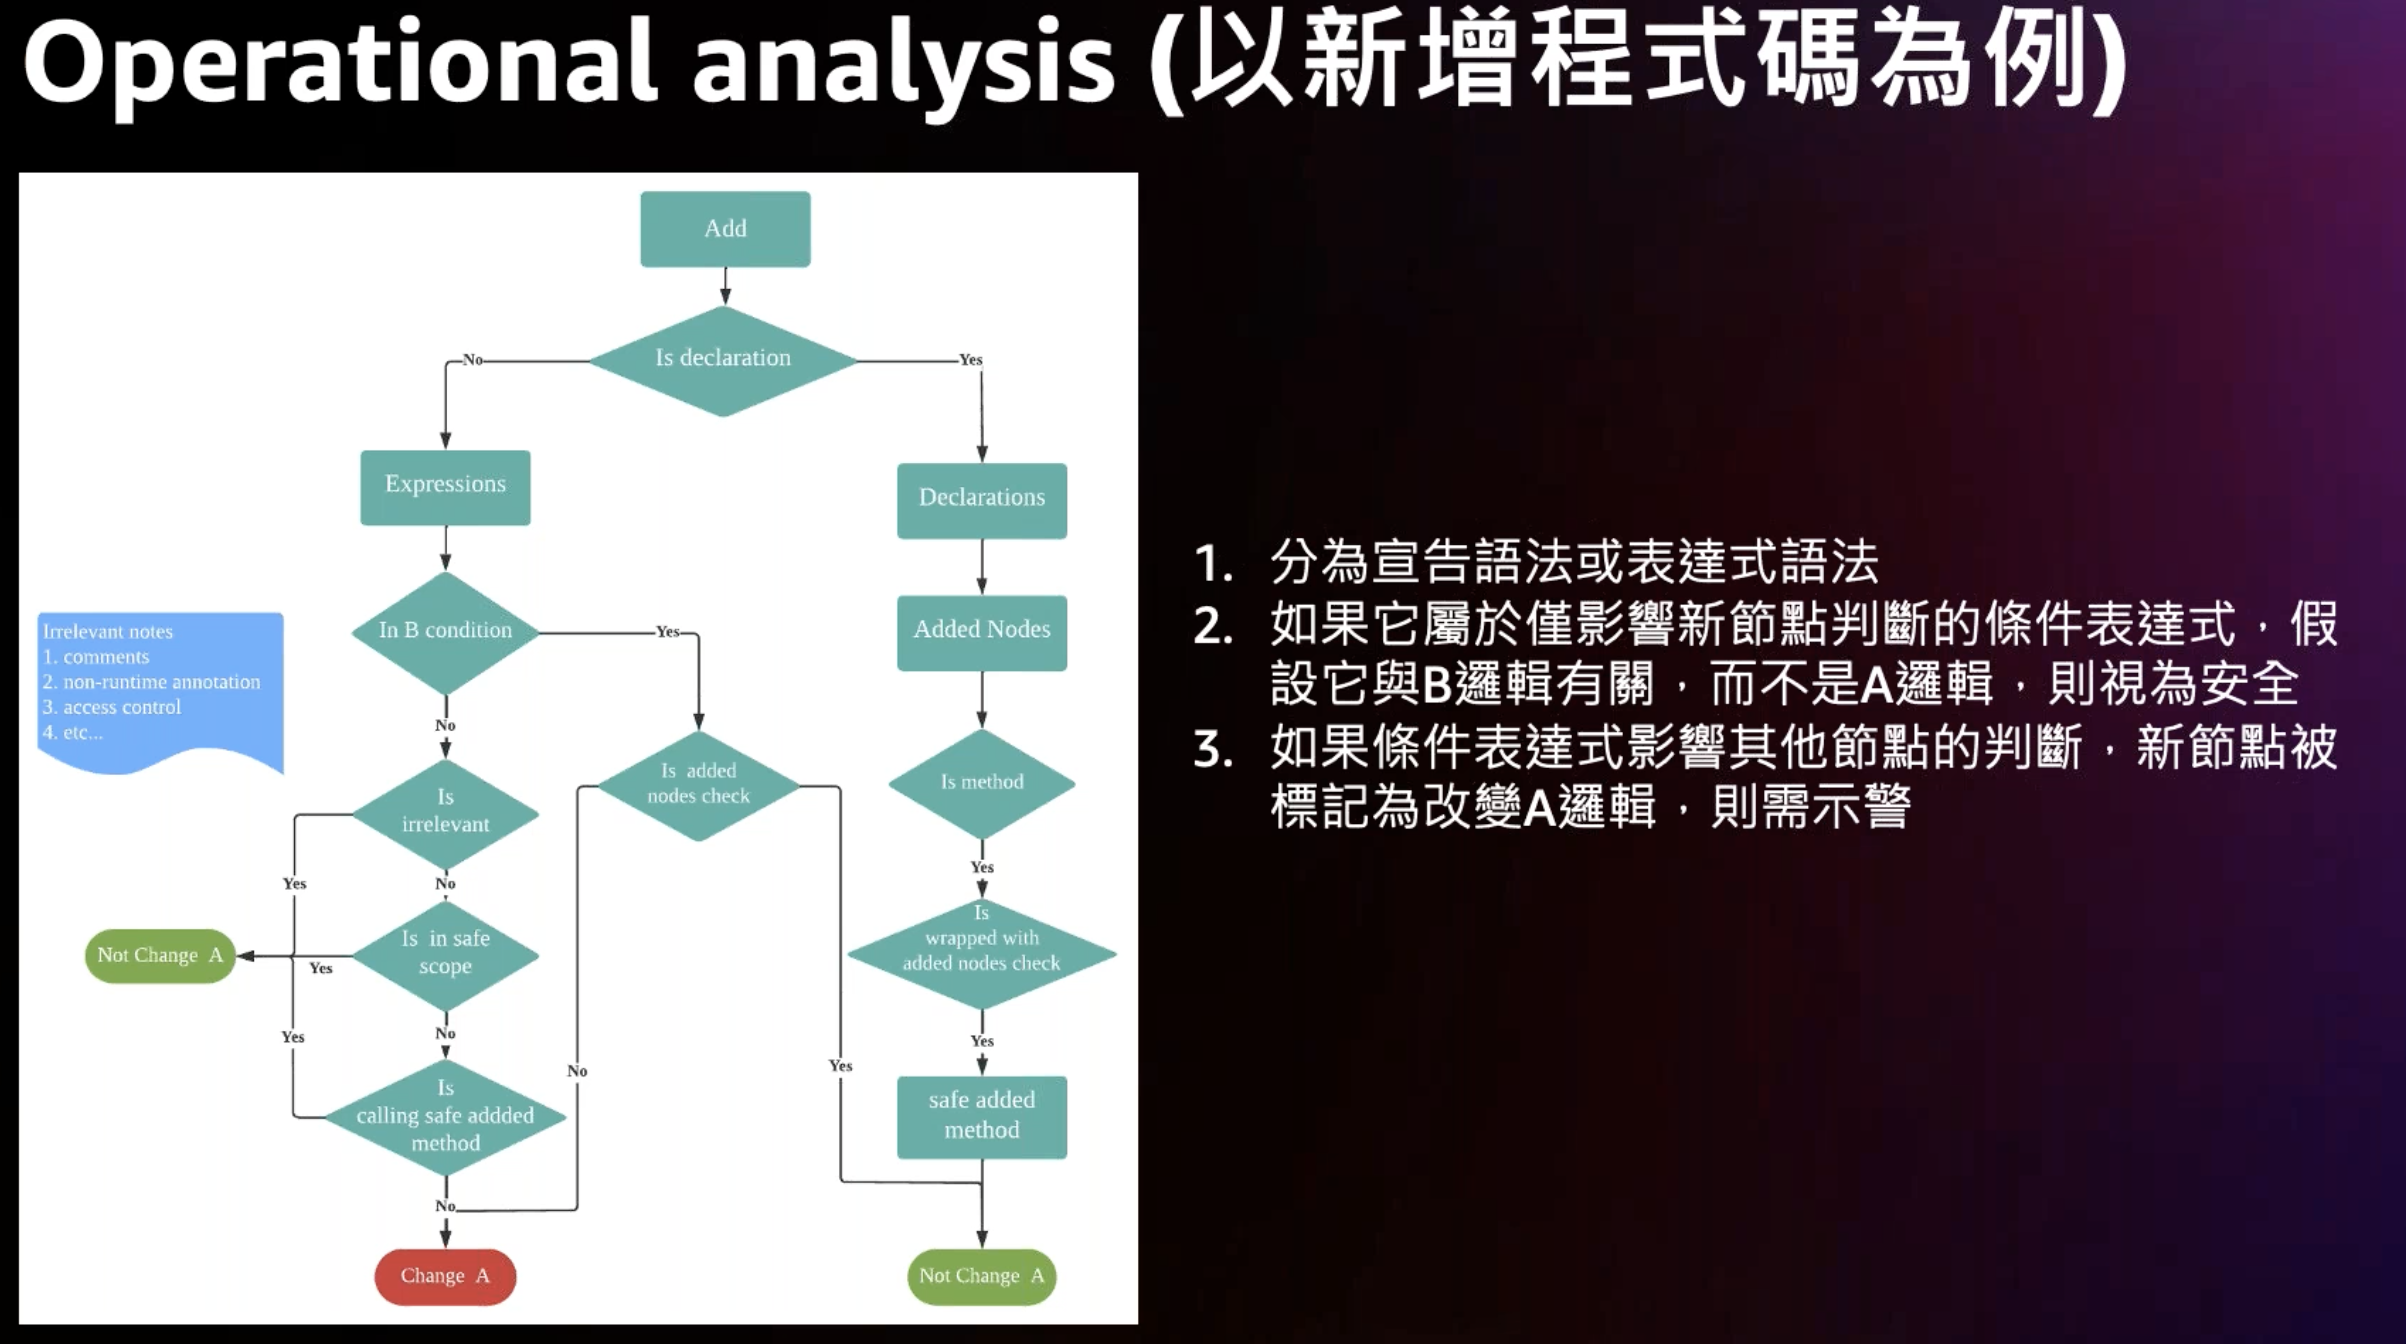 Operational analysis (以新增程式碼為例)
Add
Is declaration
No
Yes
Expressions
Declarations
In B condition
Yes
Added Nodes
Irrelevant notes
1. comments
2. non-runtime annotation
3. access control
4. etc...
No
Is
irrelevant
Is added
nodes check
Is method
Yes
No
Yes
Is
wrapped with
added nodes check
Is in safe
scope
Not Change A
Yes
No
Yes
No
Yes
Yes
Is
calling safe addded
method
safe added
method
No
Change A
Not Change A
1. 分為宣告語法或表達式語法
2. 如果它屬於僅影響新節點判斷的條件表達式，假
設它與B邏輯有關，而不是A邏輯，則視為安全
3. 如果條件表達式影響其他節點的判斷，新節點被
標記為改變A邏輯，則需示警